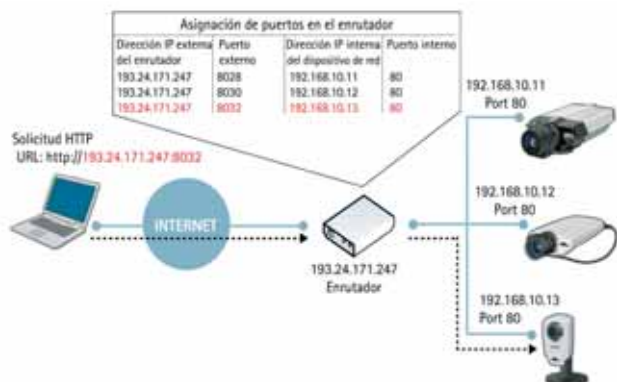 Asignación de puertos en el enrutador
Dirección IP externa Puerto Dirección IP interna Puerto interno
del enrutador externo del dispositivo de red
193.24.171.247 8028 192.168.10.11 80
193.24.171.247 8030 192.168.10.12 80
193.24.171.247 8032 192.168.10.13 80
192.168.10.11
Port 80
Solicitud HTTP
URL: http://193.24.171.247:8032
192.168.10.12
Port 80
INTERNET
193.24.171.247
Enrutador
192.168.10.13
Port 80